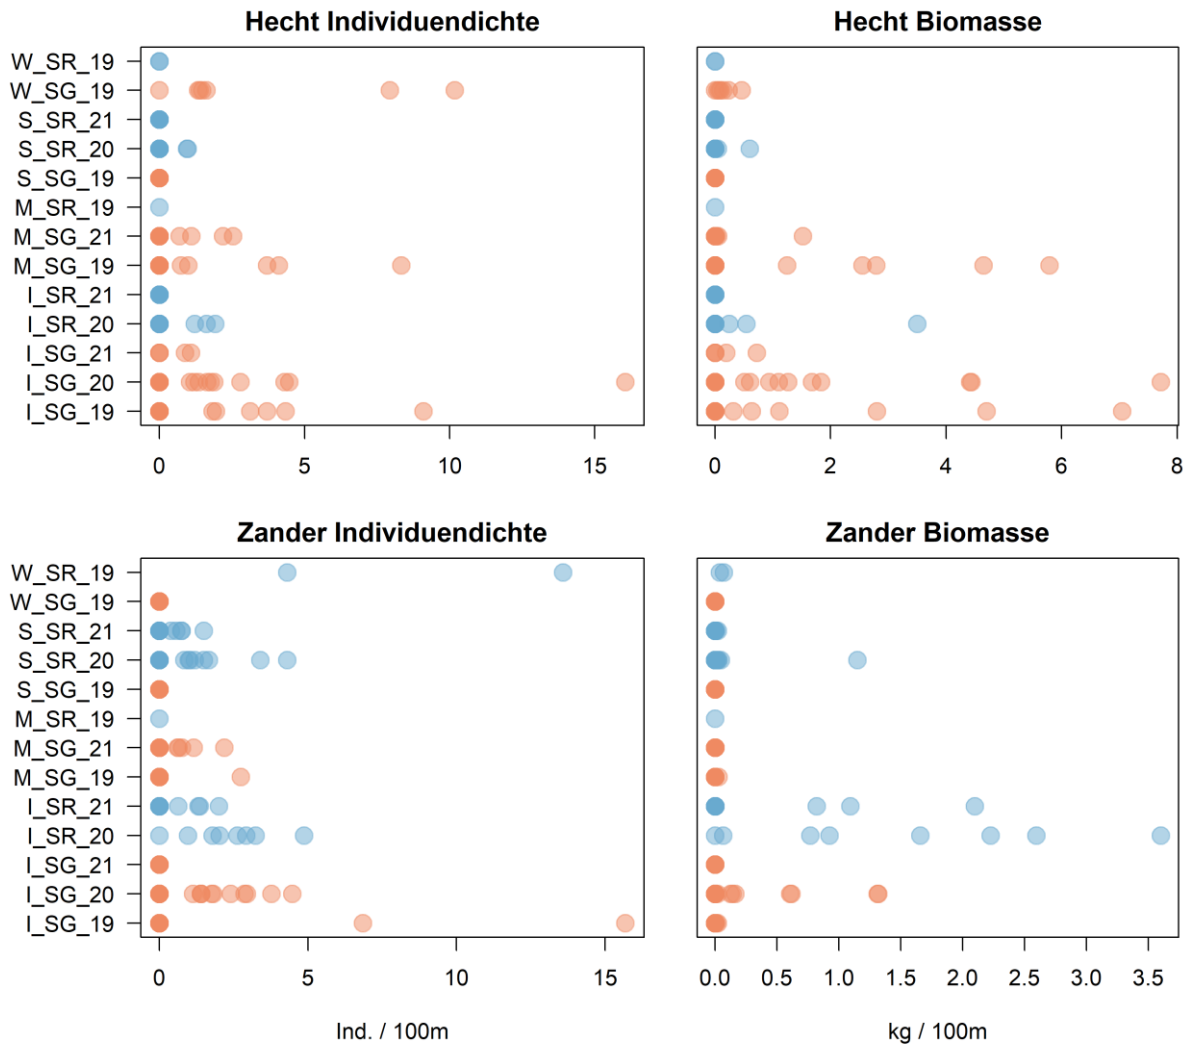 Hecht Individuendichte
Hecht Biomasse
W_SR_19
W_SG_19
S_SR_21
S_SR_20
S_SG_19
M_SR_19
M_SG_21
M_SG_19
I_SR_21
I_SR_20
I_SG_21
I_SG_20
I_SG_19
0 5 10 15
0 2 4 6 8
Zander Individuendichte
Zander Biomasse
W_SR_19
W_SG_19
S_SR_21
S_SR_20
S_SG_19
M_SR_19
M_SG_21
M_SG_19
I_SR_21
I_SR_20
I_SG_21
I_SG_20
I_SG_19
0 5 10 15
0.0 0.5 1.0 1.5 2.0 2.5 3.0 3.5
Ind. / 100m
kg / 100m